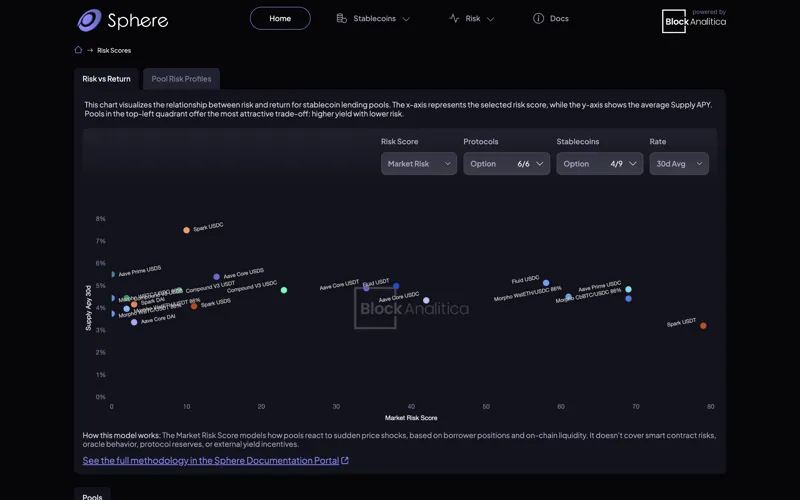 Sphere
Home
Stablecoins
Risk
Docs
powered by
BlockAnalitica
→ Risk Scores
Risk vs Return
Pool Risk Profiles
This chart visualizes the relationship between risk and return for stablecoin lending pools. The x-axis represents the selected risk score, while the y-axis shows the average Supply APY.
Pools in the top-left quadrant offer the most attractive trade-off: higher yield with lower risk.
Risk Score
Protocols
Stablecoins
Rate
Market Risk
Option 6/6
Option 4/9
30d Avg
8%
7%
6%
5%
4%
3%
2%
1%
0%
Supply Apy 30d
Spark USDC
Aave Prime USDS
Aave Core USDS
Compound V3 USDT
Compound V3 USDC
Spark DAI
Spark USDS
Aave Core DAI
Aave Core USDT
Fluid USDT
Aave Core USDC
Fluid USDC
Morpho WstETH/USDC 86%
Aave Prime USDC
Morpho CbBTC/USDC 86%
Spark USDT
BlockAnalitica
0
10
20
30
40
50
60
70
80
Market Risk Score
How this model works: The Market Risk Score models how pools react to sudden price shocks, based on borrower positions and on-chain liquidity. It doesn't cover smart contract risks,
oracle behavior, protocol reserves, or external yield incentives.
See the full methodology in the Sphere Documentation Portal
Pools